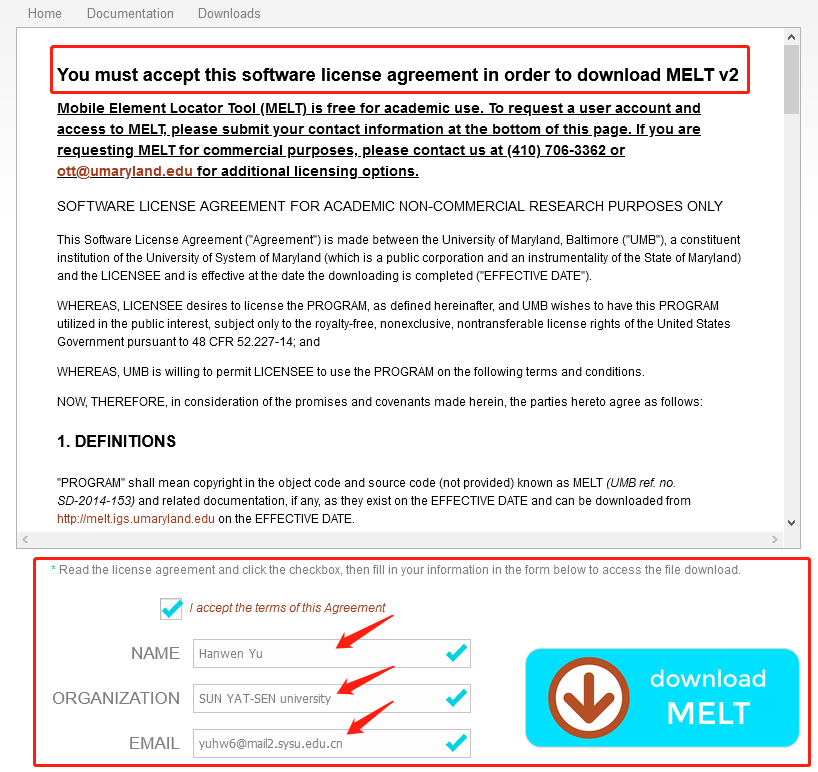 Home Documentation Downloads
You must accept this software license agreement in order to download MELT v2
Mobile Element Locator Tool (MELT) is free for academic use. To request a user account and
access to MELT, please submit your contact information at the bottom of this page. If you are
requesting MELT for commercial purposes, please contact us at (410) 706-3362 or
ott@umaryland.edu for additional licensing options.
SOFTWARE LICENSE AGREEMENT FOR ACADEMIC NON-COMMERCIAL RESEARCH PURPOSES ONLY
This Software License Agreement ("Agreement") is made between the University of Maryland, Baltimore ("UMB"), a constituent
institution of the University of System of Maryland (which is a public corporation and an instrumentality of the State of Maryland)
and the LICENSEE and is effective at the date the downloading is completed ("EFFECTIVE DATE").
WHEREAS, LICENSEE desires to license the PROGRAM, as defined hereinafter, and UMB wishes to have this PROGRAM
utilized in the public interest, subject only to the royalty-free, nonexclusive, nontransferable license rights of the United States
Government pursuant to 48 CFR 52.227-14; and
WHEREAS, UMB is willing to permit LICENSEE to use the PROGRAM on the following terms and conditions.
NOW, THEREFORE, in consideration of the promises and covenants made herein, the parties hereto agree as follows:
1. DEFINITIONS
"PROGRAM" shall mean copyright in the object code and source code (not provided) known as MELT (UMB ref. no.
SD-2014-153) and related documentation, if any, as they exist on the EFFECTIVE DATE and can be downloaded from
http://melt.igs.umaryland.edu on the EFFECTIVE DATE.
* Read the license agreement and click the checkbox, then fill in your information in the form below to access the file download.
I accept the terms of this Agreement
NAME Hanwen Yu
ORGANIZATION SUN YAT-SEN university
EMAIL yuhw6@mail2.sysu.edu.cn
download
MELT